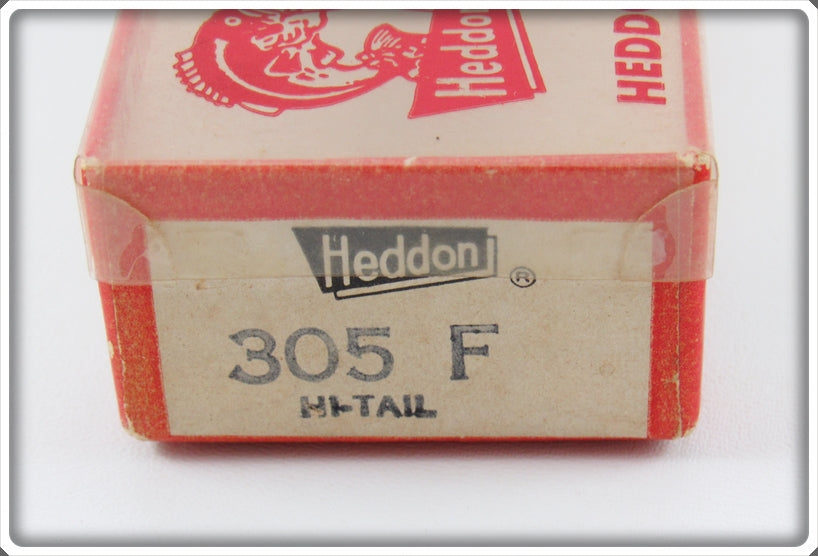 Heddon
HEDD
Heddon
®
305 F
HI-TAIL